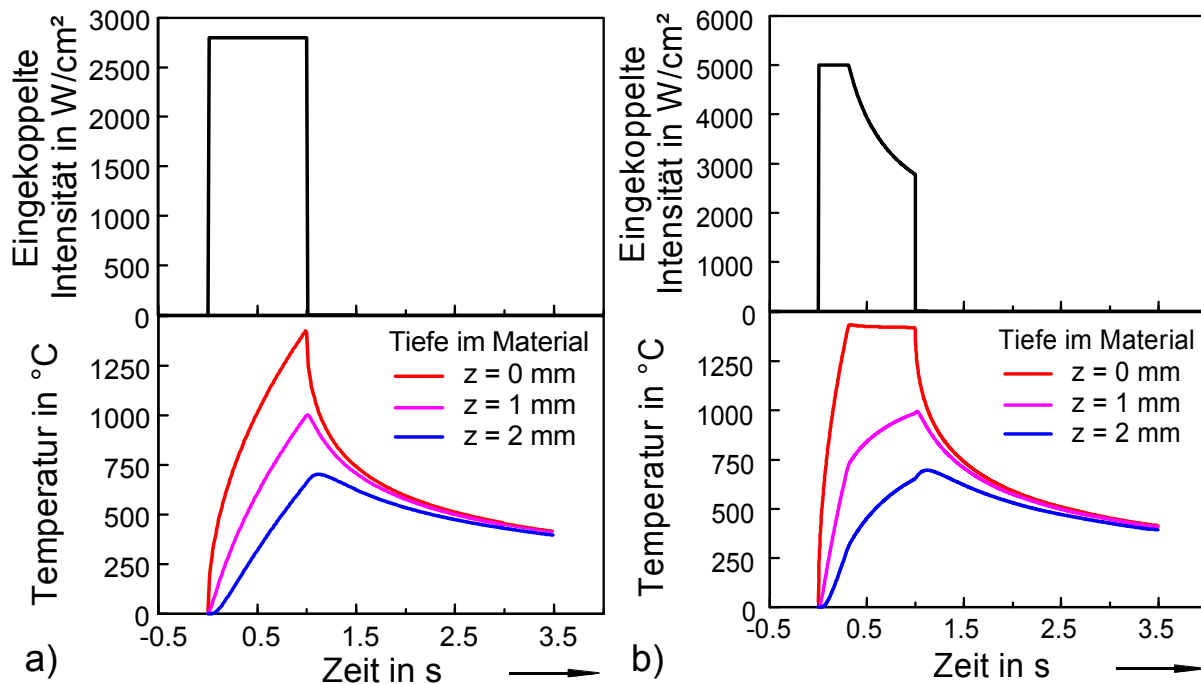 Eingekoppelte
Intensität in W/cm²
3000
2500
2000
1500
1000
500
0
Temperatur in °C
1250
1000
750
500
250
0
Tiefe im Material
z = 0 mm
z = 1 mm
z = 2 mm
-0.5 0.5 1.5 2.5 3.5
a) Zeit in s
Eingekoppelte
Intensität in W/cm²
6000
5000
4000
3000
2000
1000
0
Temperatur in °C
1250
1000
750
500
250
0
Tiefe im Material
z = 0 mm
z = 1 mm
z = 2 mm
-0.5 0.5 1.5 2.5 3.5
b) Zeit in s